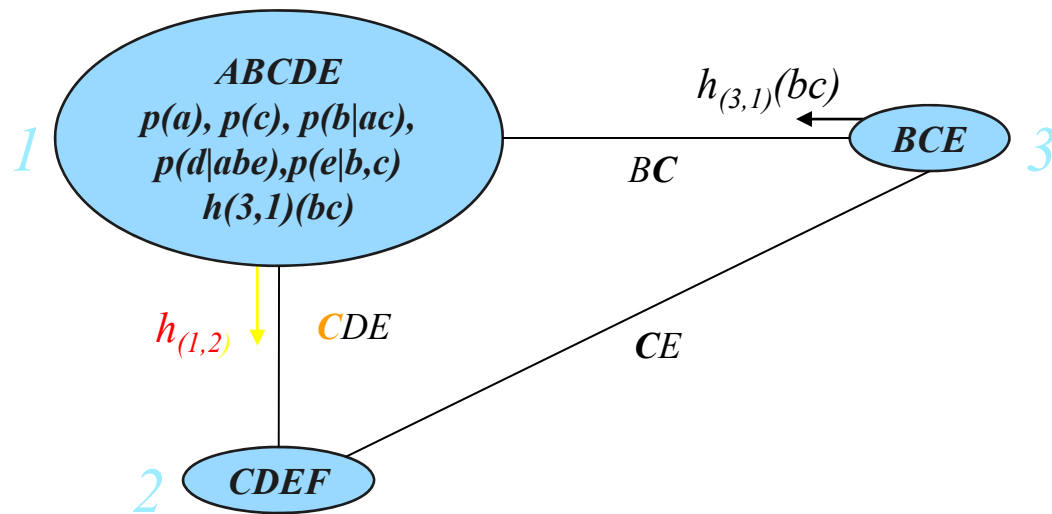 ABCDE
p(a), p(c), p(b|ac),
p(d|abe),p(e|b,c)
h(3,1)(bc)
1
h(3,1)(bc)
BCE
3
BC
h(1,2)
CDE
CE
CDEF
2